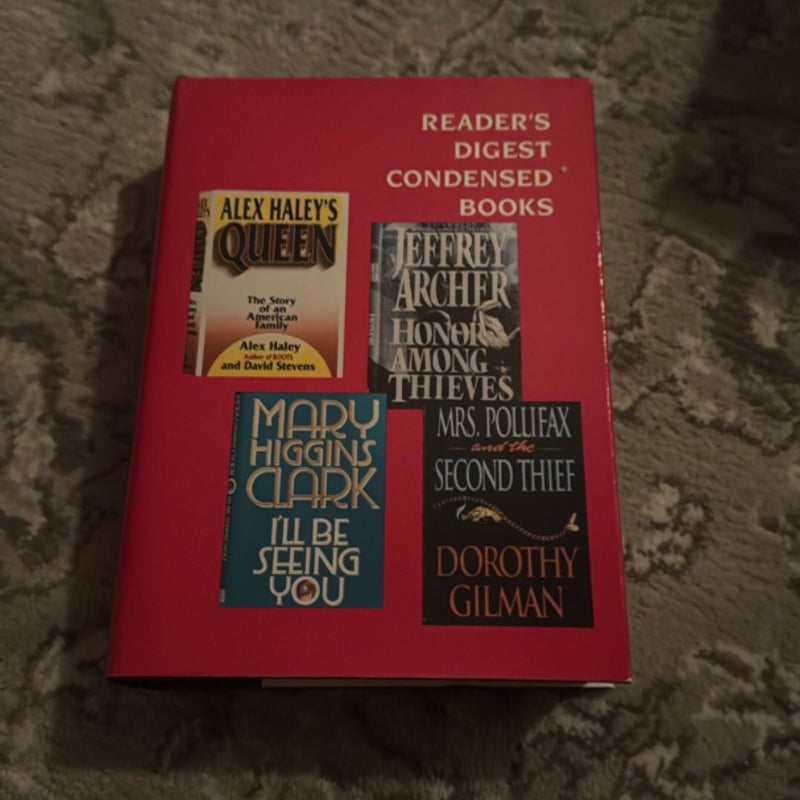 READER'S
DIGEST
CONDENSED
BOOKS
ALEX HALEY'S
QUEEN
The Story
of an
American
Family
Alex Haley
Author of ROOTS
and David Stevens
JEFFREY
ARCHER
HONOR
AMONG
THIEVES
MARY
HIGGINS
CLARK
I'LL BE
SEEING
YOU
MRS. POLLIFAX
and the
SECOND THIEF
DOROTHY
GILMAN